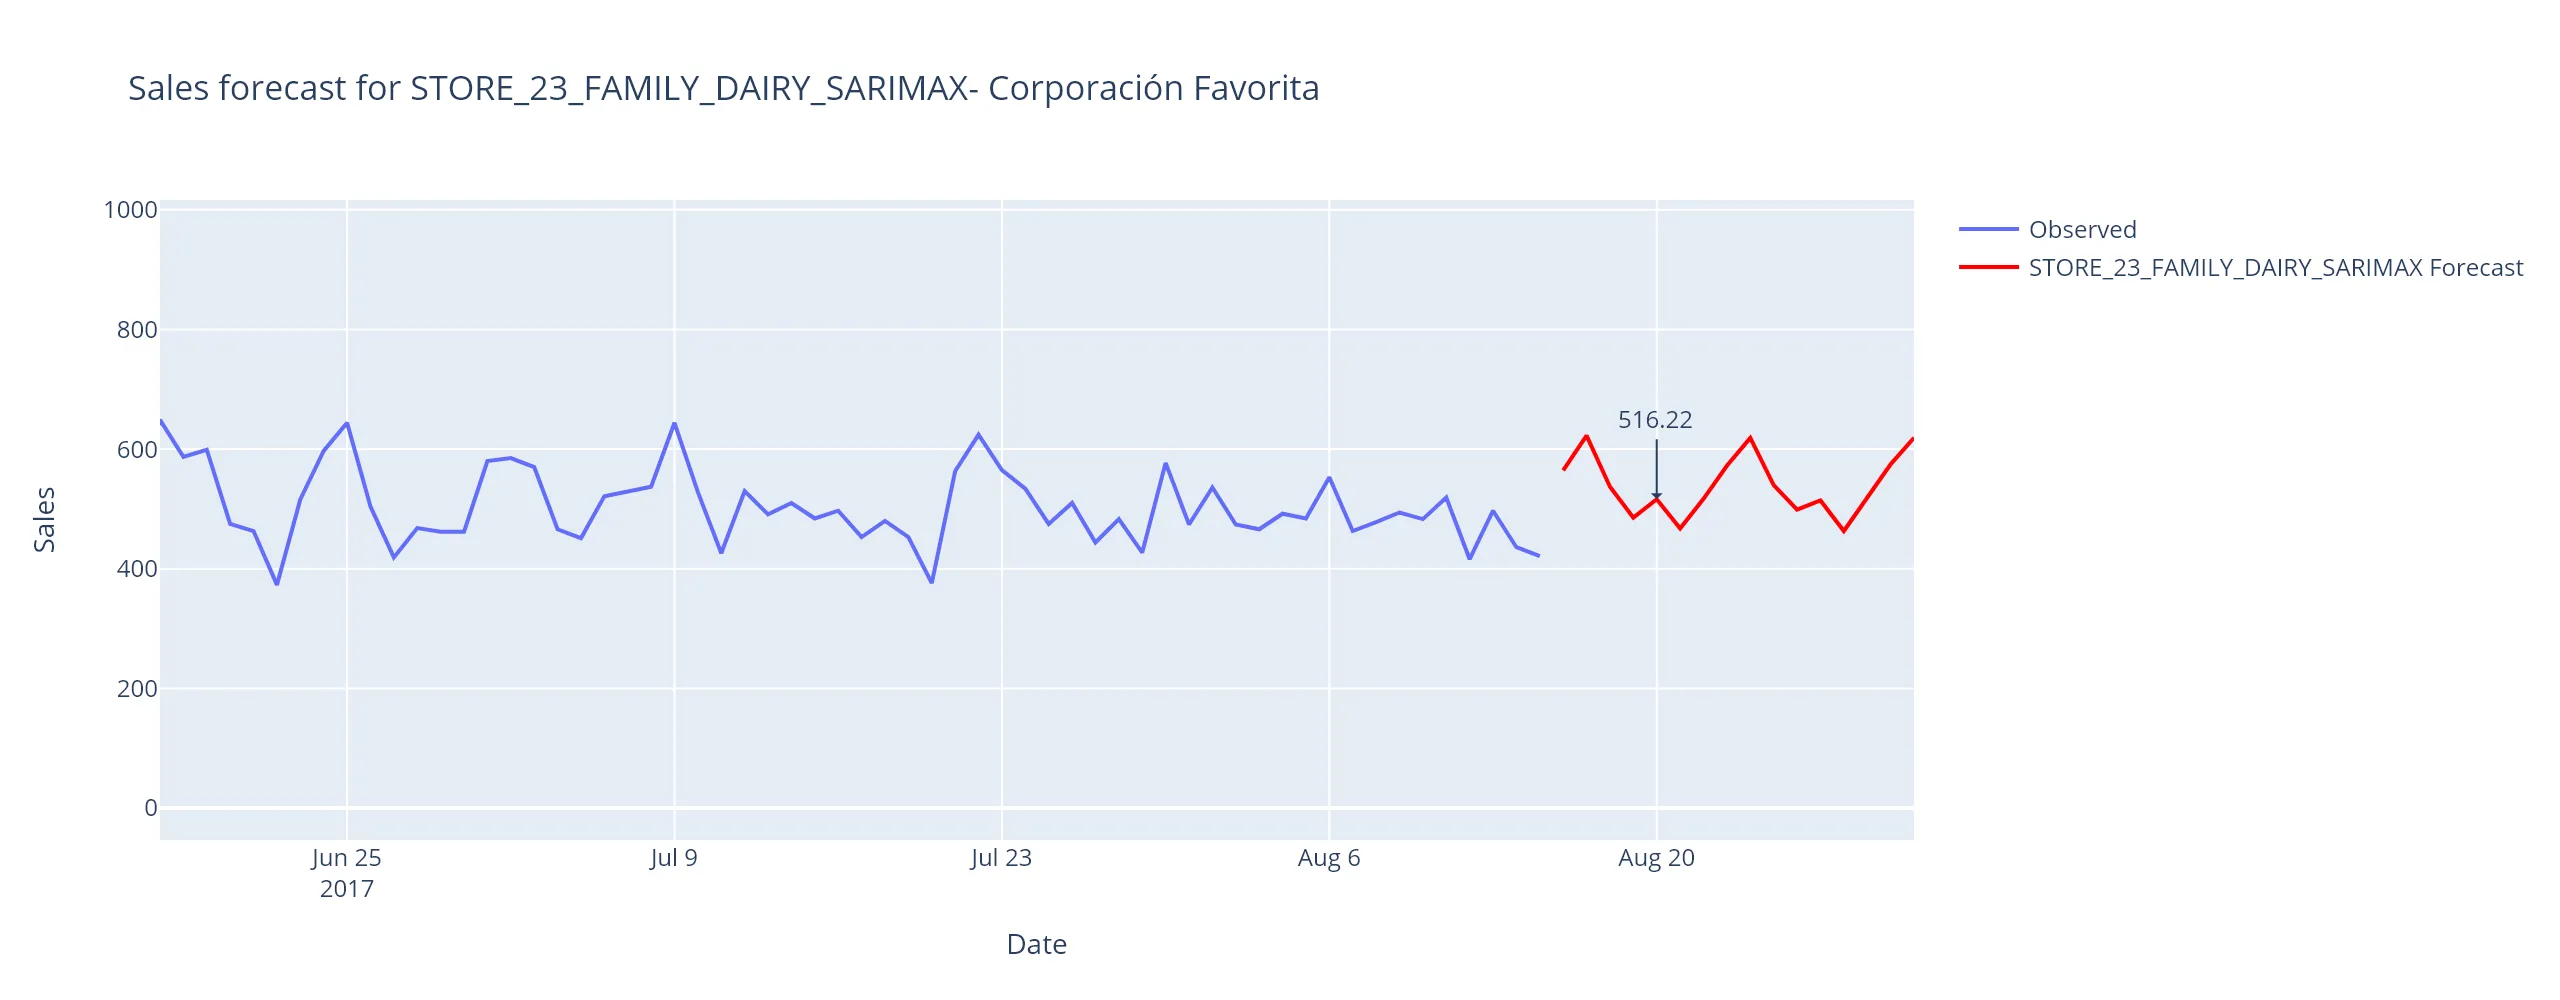 Sales forecast for STORE_23_FAMILY_DAIRY_SARIMAX- Corporación Favorita
Observed
STORE_23_FAMILY_DAIRY_SARIMAX Forecast
1000
800
600
400
200
0
Sales
516.22
Jun 25
2017
Jul 9
Jul 23
Aug 6
Aug 20
Date